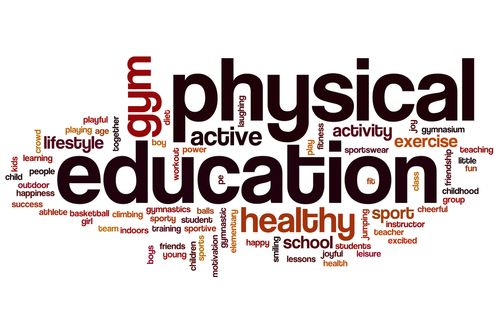 physical
gym
diet
laughing
playful
playing age
together
crowd
lifestyle
boy
active
play
fitness
activity
joy
gymnasium
exercise
kids
learning
workout
power
sportswear
friendship
teaching
people
child
education
pe
fit
class
little
fun
outdoor
happiness
childhood
success
group
athlete basketball climbing
gymnastics balls
sporty student
gymnastic
elementary
healthy
jumping
sport
cheerful
girl
team indoors training sportive
instructor
teacher
boys
friends
young
children
sports
motivation
happy
smiling
school
students
excited
lessons
joyful
leisure
health